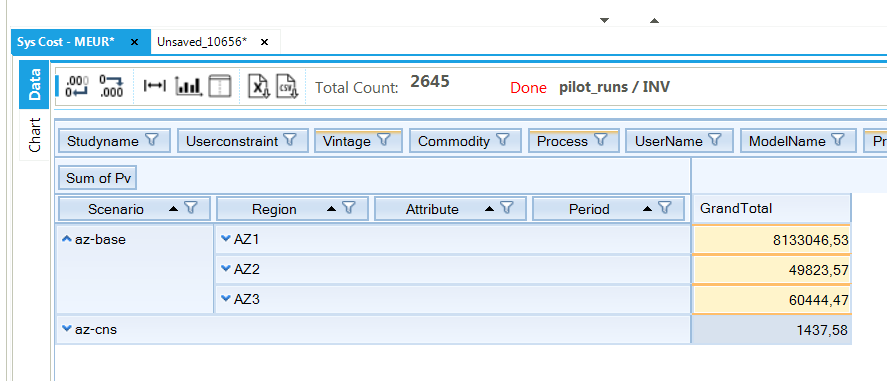 Sys Cost - MEUR* × Unsaved_10656* ×
Data
Chart
.000 .000 Total Count: 2645 Done pilot_runs / INV
Studyname Userconstraint Vintage Commodity Process UserName ModelName Pr
Sum of Pv
Scenario Region Attribute Period GrandTotal
az-base AZ1 8133046,53
AZ2 49823,57
AZ3 60444,47
az-cns 1437,58